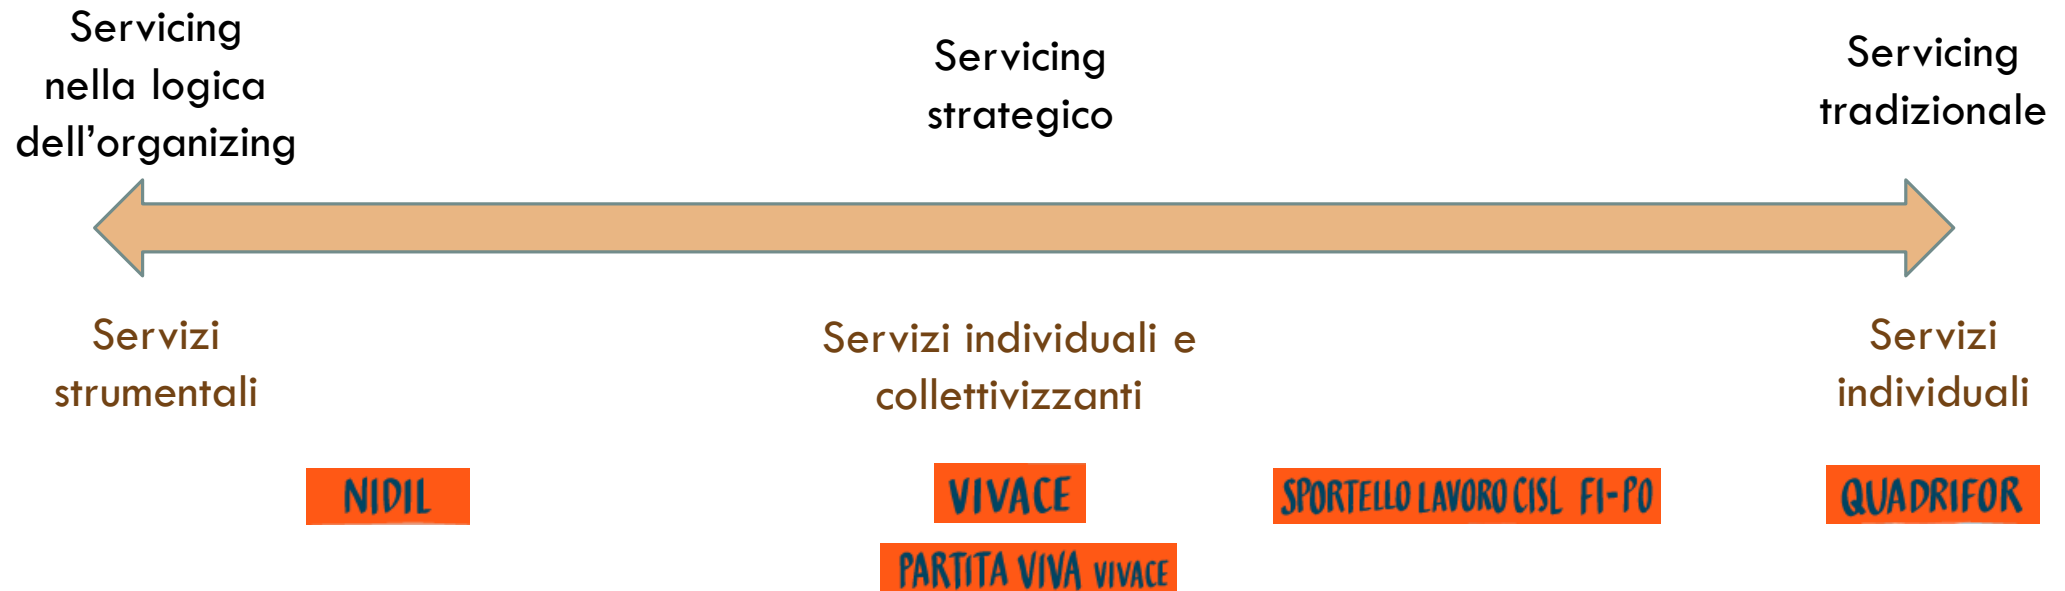 Servicing
nella logica
dell’organizing
Servicing
strategico
Servicing
tradizionale
Servizi
strumentali
Servizi individuali e
collettivizzanti
Servizi
individuali
NIDIL
VIVACE
SPORTELLO LAVORO CISL FI-PO
QUADRIFOR
PARTITA VIVA VIVACE